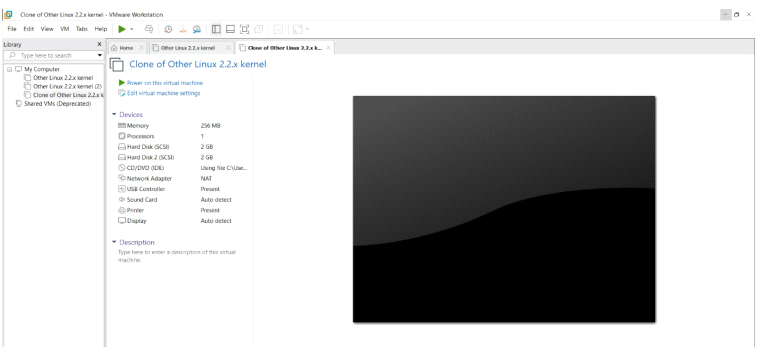 Clone of Other Linux 2.2.x kernel - VMware Workstation
File Edit View VM Tabs Help
Library X
Type here to search
My Computer
Other Linux 2.2.x kernel
Other Linux 2.2.x kernel (2)
Clone of Other Linux 2.2.x k
Shared VMs (Deprecated)
Home × Other Linux 2.2.x kernel × Clone of Other Linux 2.2.x k... ×
Clone of Other Linux 2.2.x kernel
Power on this virtual machine
Edit virtual machine settings
Devices
Memory 256 MB
Processors 1
Hard Disk (SCSI) 2 GB
Hard Disk 2 (SCSI) 2 GB
CD/DVD (IDE) Using file C:\Use...
Network Adapter NAT
USB Controller Present
Sound Card Auto detect
Printer Present
Display Auto detect
Description
Type here to enter a description of this virtual
machine.